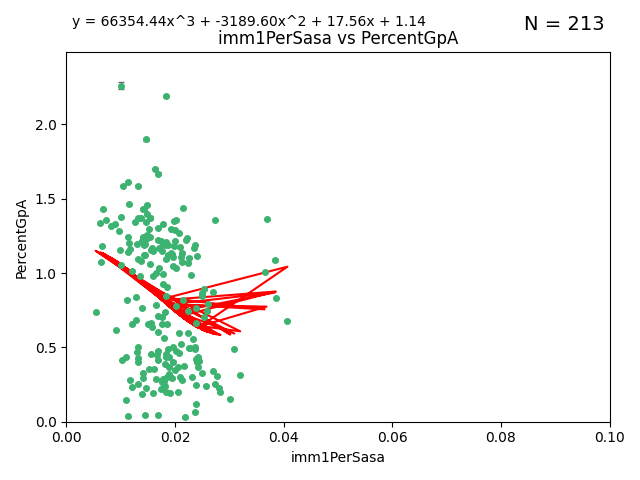 y = 66354.44x^3 + -3189.60x^2 + 17.56x + 1.14
N = 213
imm1PerSasa vs PercentGpA
PercentGpA
2.0
1.5
1.0
0.5
0.0
0.00 0.02 0.04 0.06 0.08 0.10
imm1PerSasa